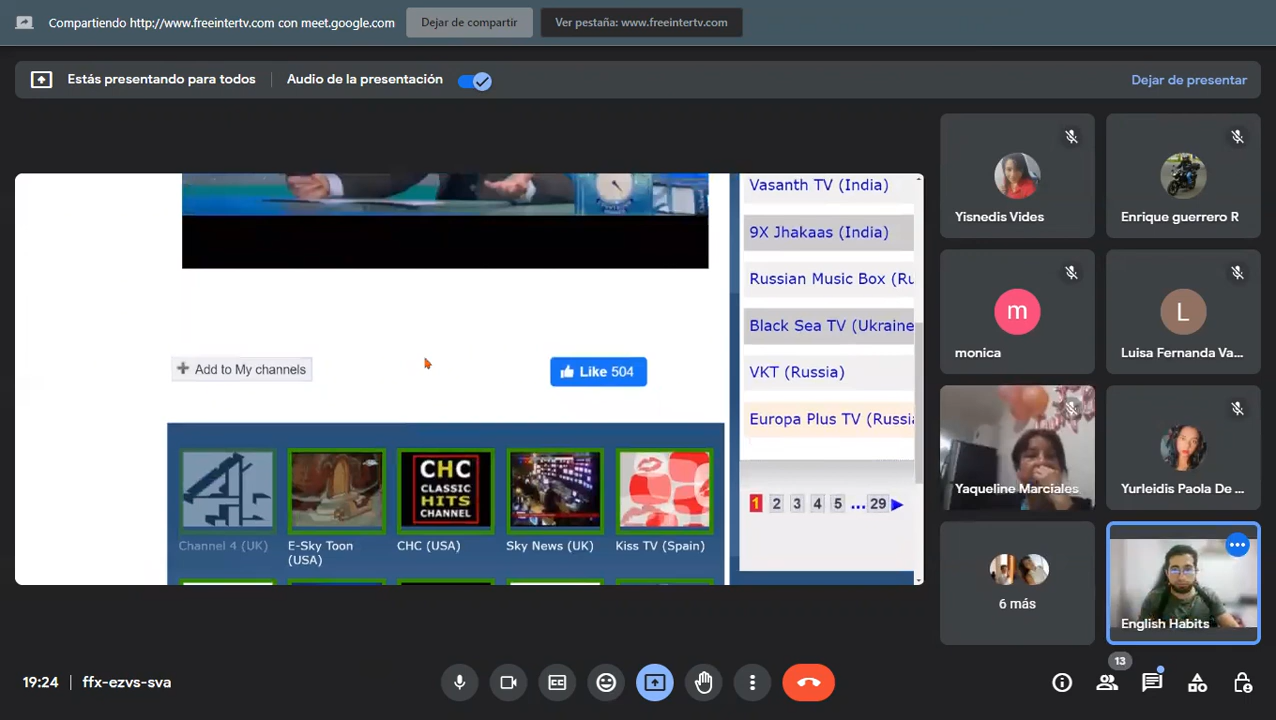 Compartiendo http://www.freeintertv.com con meet.google.com
Dejar de compartir
Ver pestaña: www.freeintertv.com
Estás presentando para todos
Audio de la presentación
Dejar de presentar
Vasanth TV (India)
9X Jhakaas (India)
Russian Music Box (Ru
Black Sea TV (Ukraine
VKT (Russia)
Europa Plus TV (Russia
1 2 3 4 5 ... 29
+ Add to My channels
Like 504
4
CHC
CLASSIC
HITS
CHANNEL
Channel 4 (UK)
E-Sky Toon
(USA)
CHC (USA)
Sky News (UK)
Kiss TV (Spain)
Yisnedis Vides
Enrique guerrero R
m
monica
L
Luisa Fernanda Va...
Yaqueline Marciales
Yurleidis Paola De ...
6 más
English Habits
19:24 | ffx-ezvs-sva
13